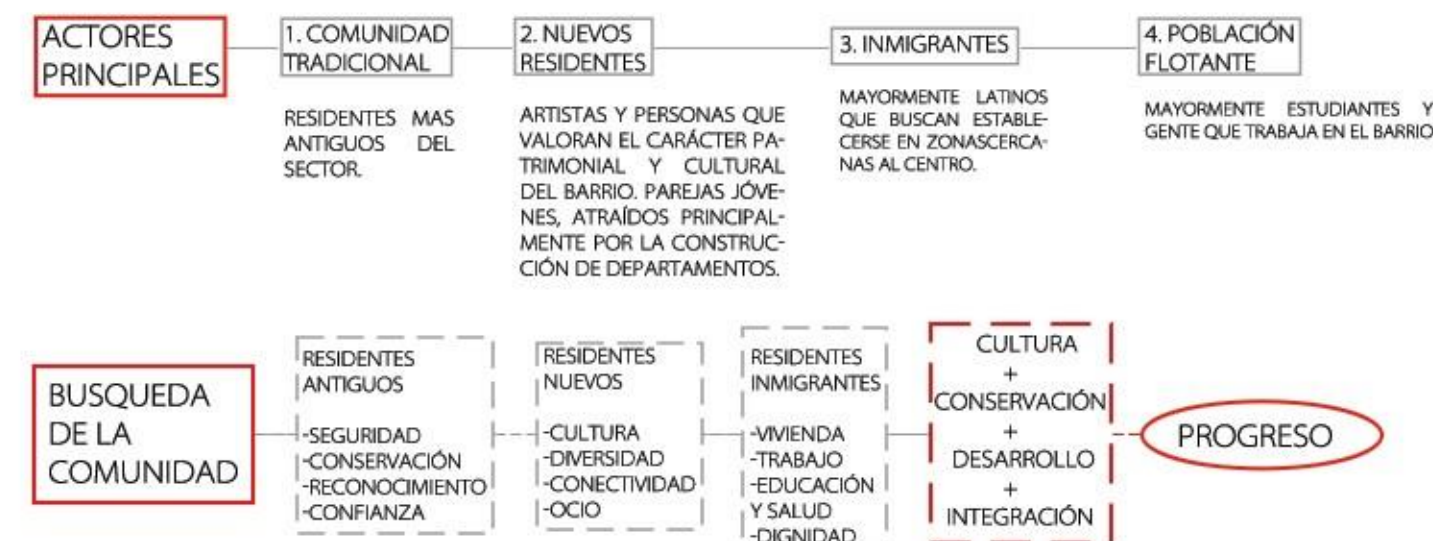 ACTORES
PRINCIPALES
1. COMUNIDAD
TRADICIONAL
RESIDENTES MAS
ANTIGUOS DEL
SECTOR.
2. NUEVOS
RESIDENTES
ARTISTAS Y PERSONAS QUE
VALORAN EL CARÁCTER PA-
TRIMONIAL Y CULTURAL
DEL BARRIO. PAREJAS JÓVE-
NES, ATRAÍDOS PRINCIPAL-
MENTE POR LA CONSTRUC-
CIÓN DE DEPARTAMENTOS.
3. INMIGRANTES
MAYORMENTE LATINOS
QUE BUSCAN ESTABLE-
CERSE EN ZONASCERCA-
NAS AL CENTRO.
4. POBLACIÓN
FLOTANTE
MAYORMENTE ESTUDIANTES Y
GENTE QUE TRABAJA EN EL BARRIO
BUSQUEDA
DE LA
COMUNIDAD
RESIDENTES
ANTIGUOS
-SEGURIDAD
-CONSERVACIÓN
-RECONOCIMIENTO
-CONFIANZA
RESIDENTES
NUEVOS
-CULTURA
-DIVERSIDAD
-CONECTIVIDAD
-OCIO
RESIDENTES
INMIGRANTES
-VIVIENDA
-TRABAJO
-EDUCACIÓN
Y SALUD
-DIGNIDAD
CULTURA
+
CONSERVACIÓN
+
DESARROLLO
+
INTEGRACIÓN
PROGRESO